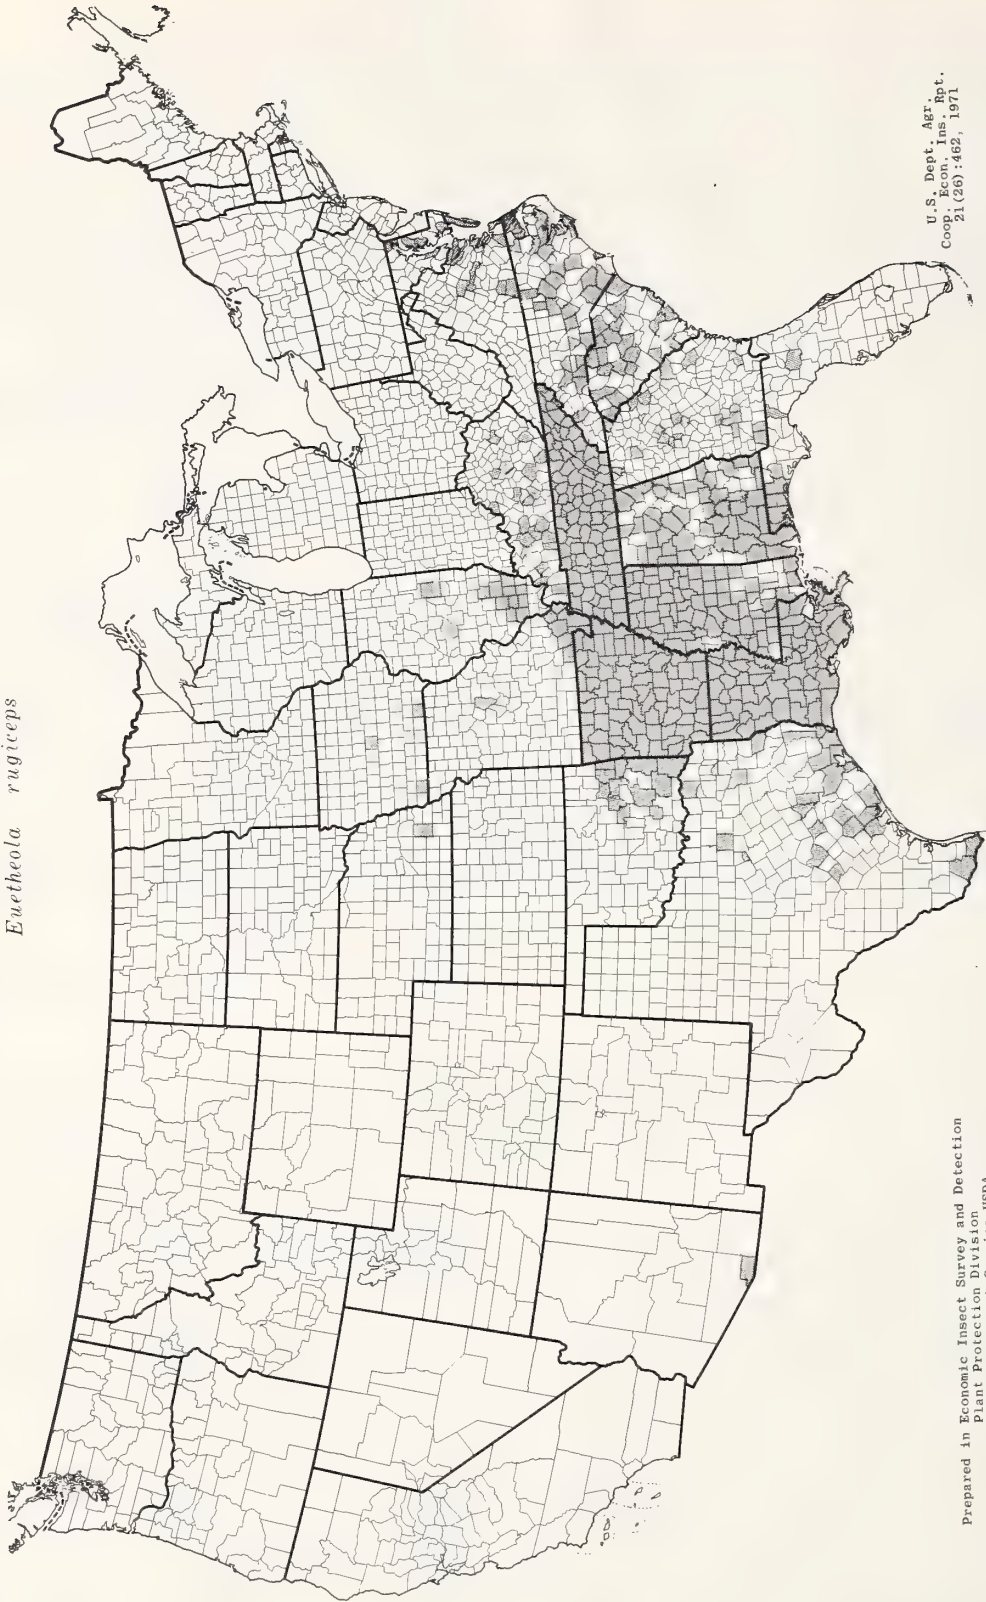 Euetheola rugiceps
U.S. Dept. Agr.
Coop. Econ. Ins. Rpt.
21(26):462, 1971
Prepared in Economic Insect Survey and Detection
Plant Protection Division
USDA